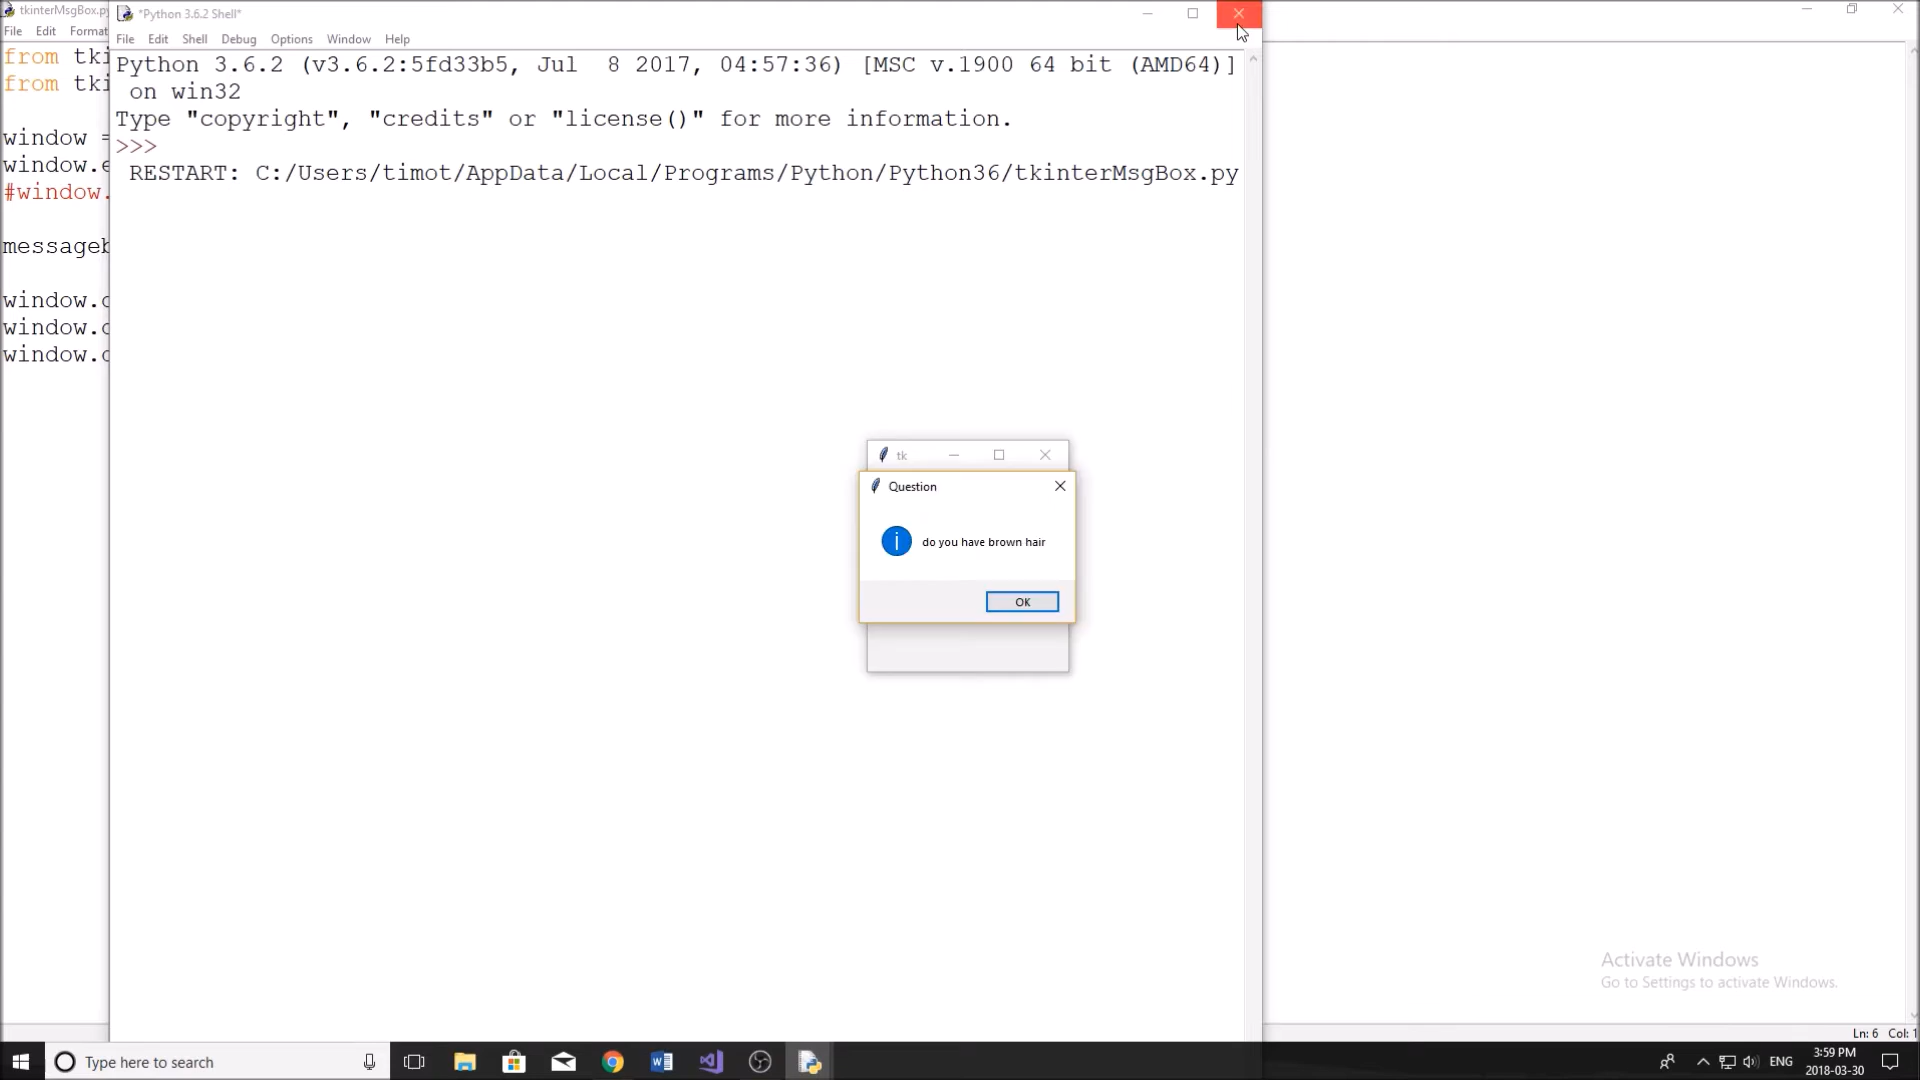 tkinterMsgBox.py
File Edit Format
from tki
from tki
window =
window.e
#window.
messageb
window.c
window.c
window.c
*Python 3.6.2 Shell*
File Edit Shell Debug Options Window Help
Python 3.6.2 (v3.6.2:5fd33b5, Jul 8 2017, 04:57:36) [MSC v.1900 64 bit (AMD64)]
on win32
Type "copyright", "credits" or "license()" for more information.
>>>
RESTART: C:/Users/timot/AppData/Local/Programs/Python/Python36/tkinterMsgBox.py
tk
Question
i
do you have brown hair
OK
Activate Windows
Go to Settings to activate Windows.
Ln: 6 Col: 1
Type here to search
ENG
3:59 PM
2018-03-30